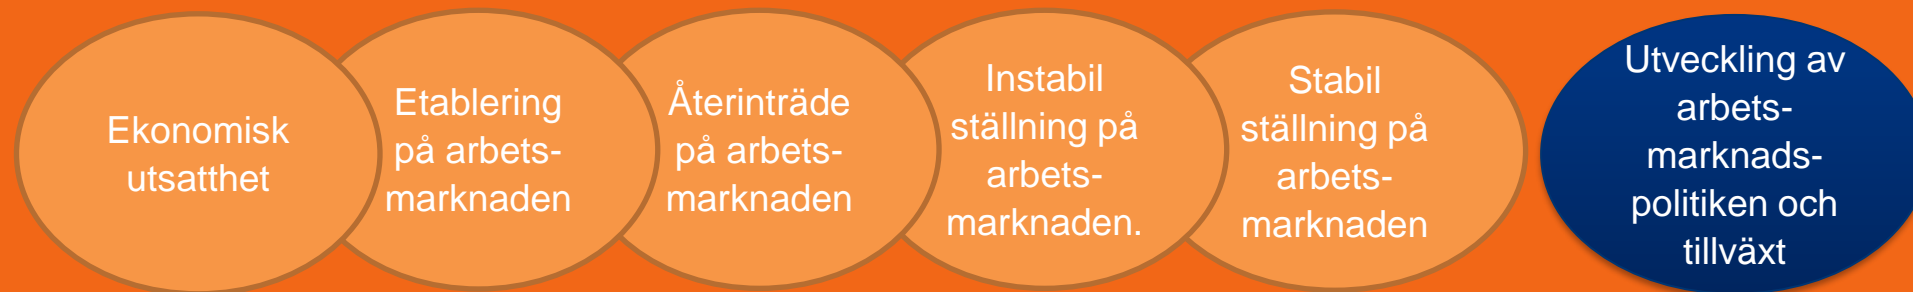 Ekonomisk
utsatthet
Etablering
på arbets-
marknaden
Återinträde
på arbets-
marknaden
Instabil
ställning på
arbets-
marknaden.
Stabil
ställning på
arbets-
marknaden
Utveckling av
arbets-
marknads-
politiken och
tillväxt